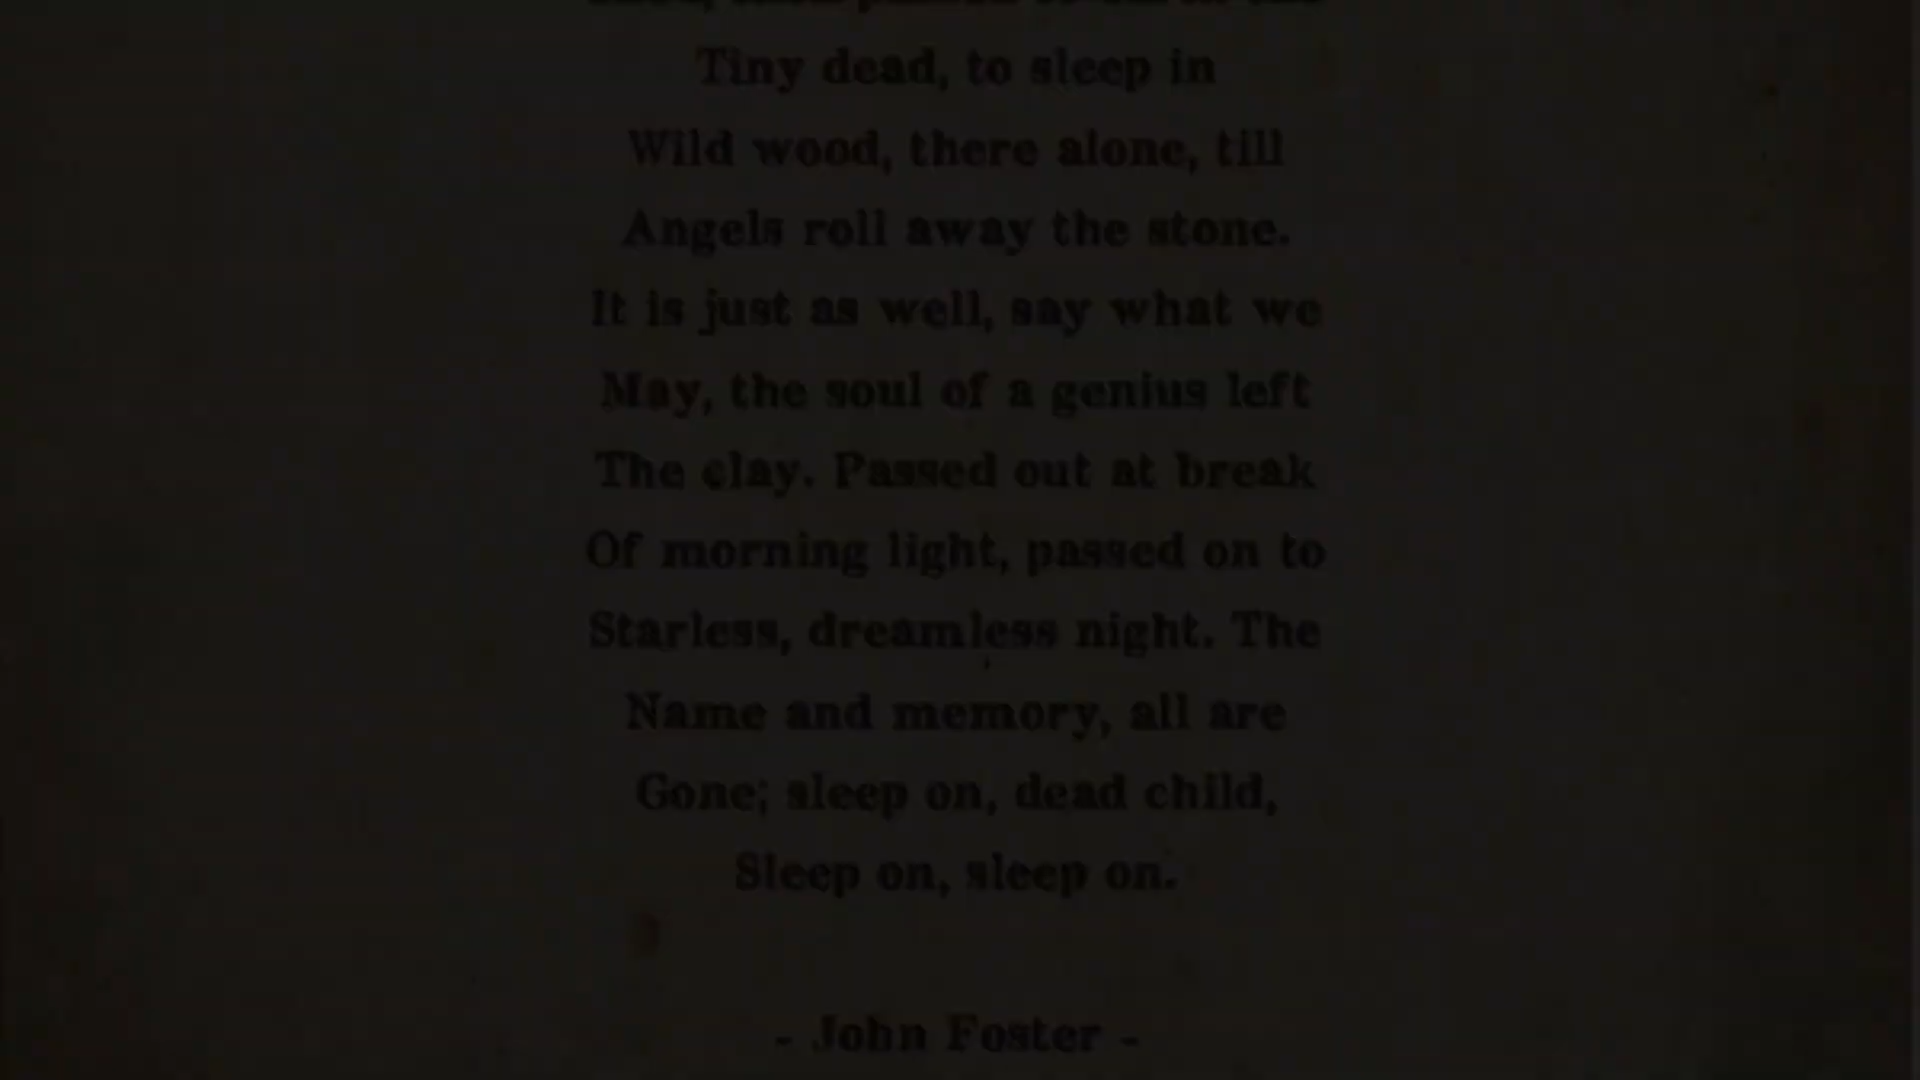 Tiny dead, to sleep in
Wild wood, there alone, till
Angels roll away the stone.
It is just as well, say what we
May, the soul of a genius left
The clay. Passed out at break
Of morning light, passed on to
Starless, dreamless night. The
Name and memory, all are
Gone; sleep on, dead child,
Sleep on, sleep on.
- John Foster -